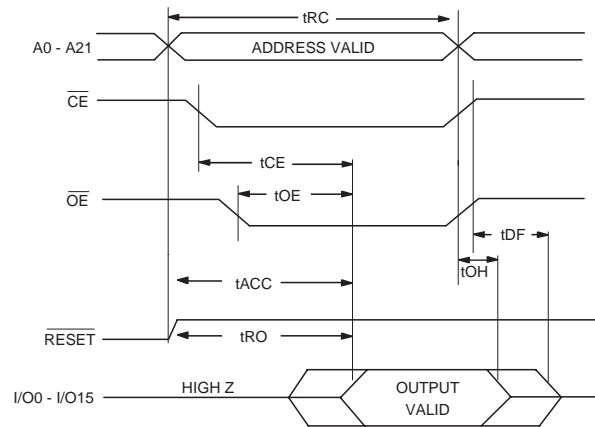 tRC
A0 - A21 ADDRESS VALID
CE
tCE
tOE
OE
tDF
tOH
tACC
RESET tRO
I/O0 - I/O15 HIGH Z OUTPUT
VALID